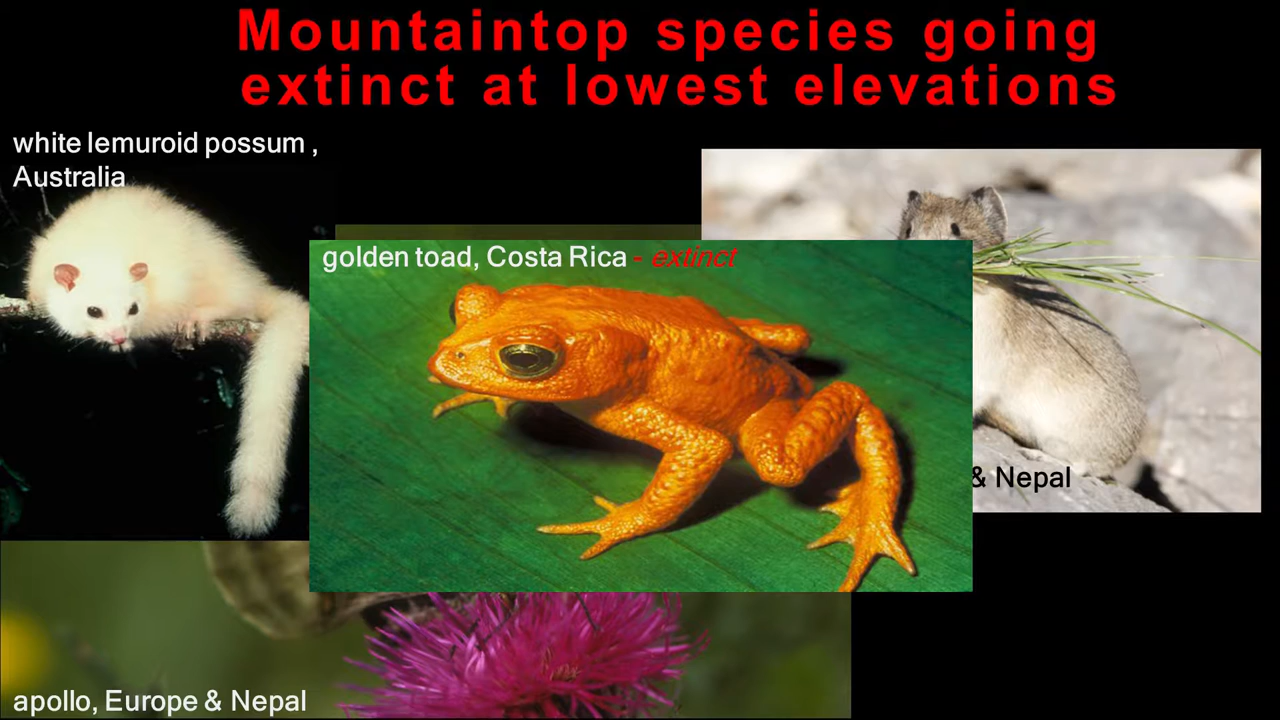 Mountaintop species going
extinct at lowest elevations
white lemuroid possum ,
Australia
golden toad, Costa Rica - extinct
& Nepal
apollo, Europe & Nepal